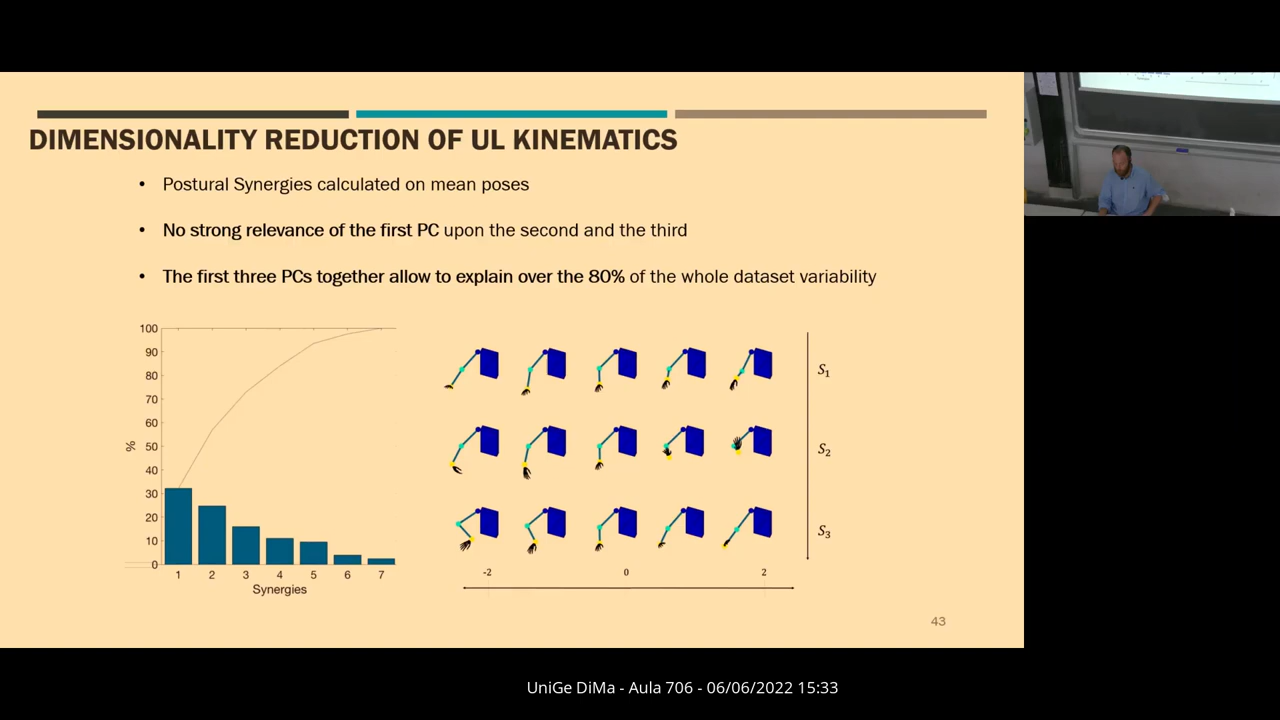 DIMENSIONALITY REDUCTION OF UL KINEMATICS
• Postural Synergies calculated on mean poses
• No strong relevance of the first PC upon the second and the third
• The first three PCs together allow to explain over the 80% of the whole dataset variability
100
90
80
70
60
50
40
30
20
10
0
%
1 2 3 4 5 6 7
Synergies
S₁
S₂
S₃
-2 0 2
43
UniGe DiMa - Aula 706 - 06/06/2022 15:33